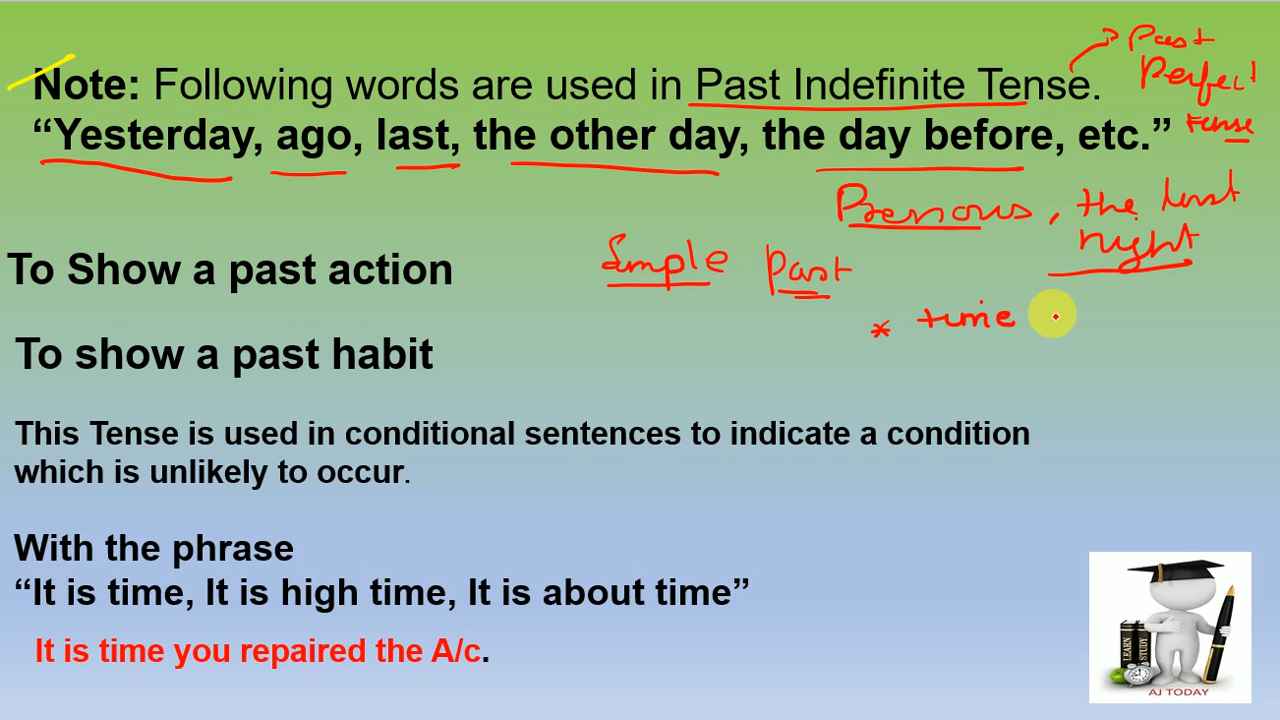 Note: Following words are used in Past Indefinite Tense.
“Yesterday, ago, last, the other day, the day before, etc.”
Past
Perfect
tense
Previous, the last
night
To Show a past action
Simple Past
* time
To show a past habit
This Tense is used in conditional sentences to indicate a condition
which is unlikely to occur.
With the phrase
“It is time, It is high time, It is about time”
It is time you repaired the A/c.
LEARN
STUDY
AJ TODAY